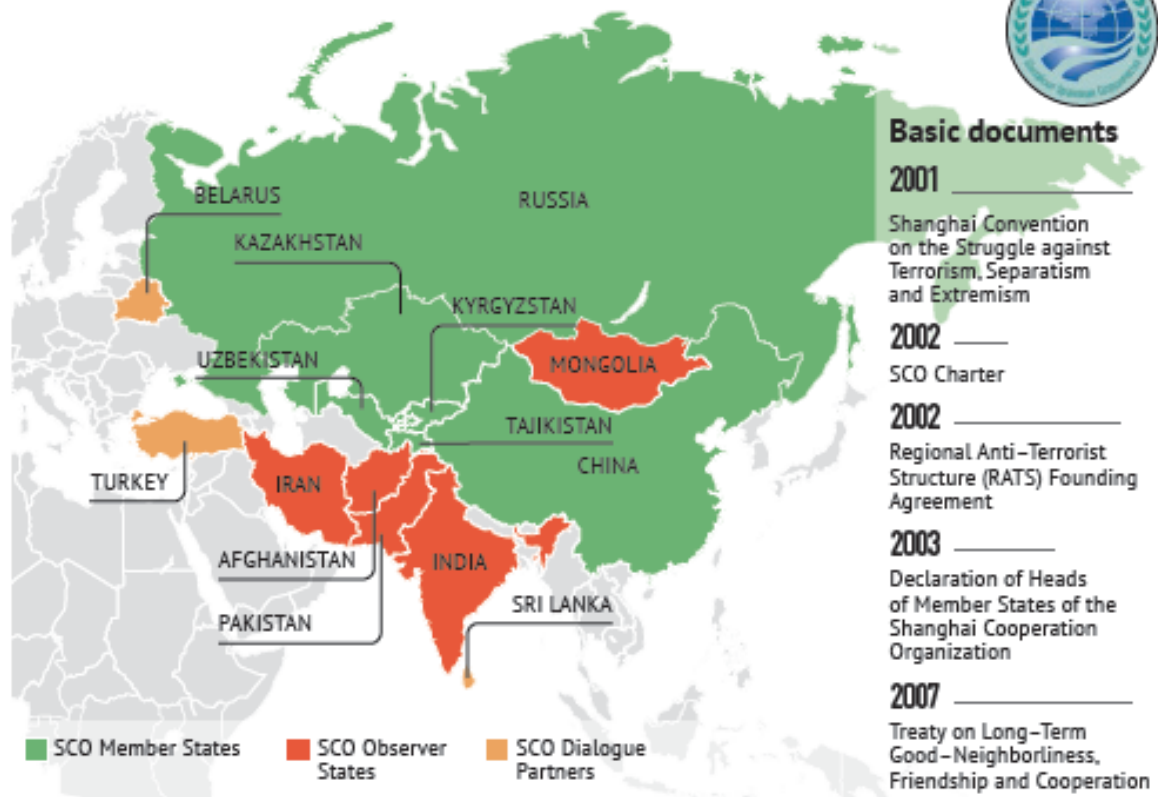 BELARUS
RUSSIA
KAZAKHSTAN
KYRGYZSTAN
UZBEKISTAN
MONGOLIA
TAJIKISTAN
CHINA
TURKEY
IRAN
AFGHANISTAN
INDIA
PAKISTAN
SRI LANKA
SCO Member States
SCO Observer
States
SCO Dialogue
Partners
Basic documents
2001
Shanghai Convention
on the Struggle against
Terrorism, Separatism
and Extremism
2002
SCO Charter
2002
Regional Anti–Terrorist
Structure (RATS) Founding
Agreement
2003
Declaration of Heads
of Member States of the
Shanghai Cooperation
Organization
2007
Treaty on Long–Term
Good–Neighborliness,
Friendship and Cooperation